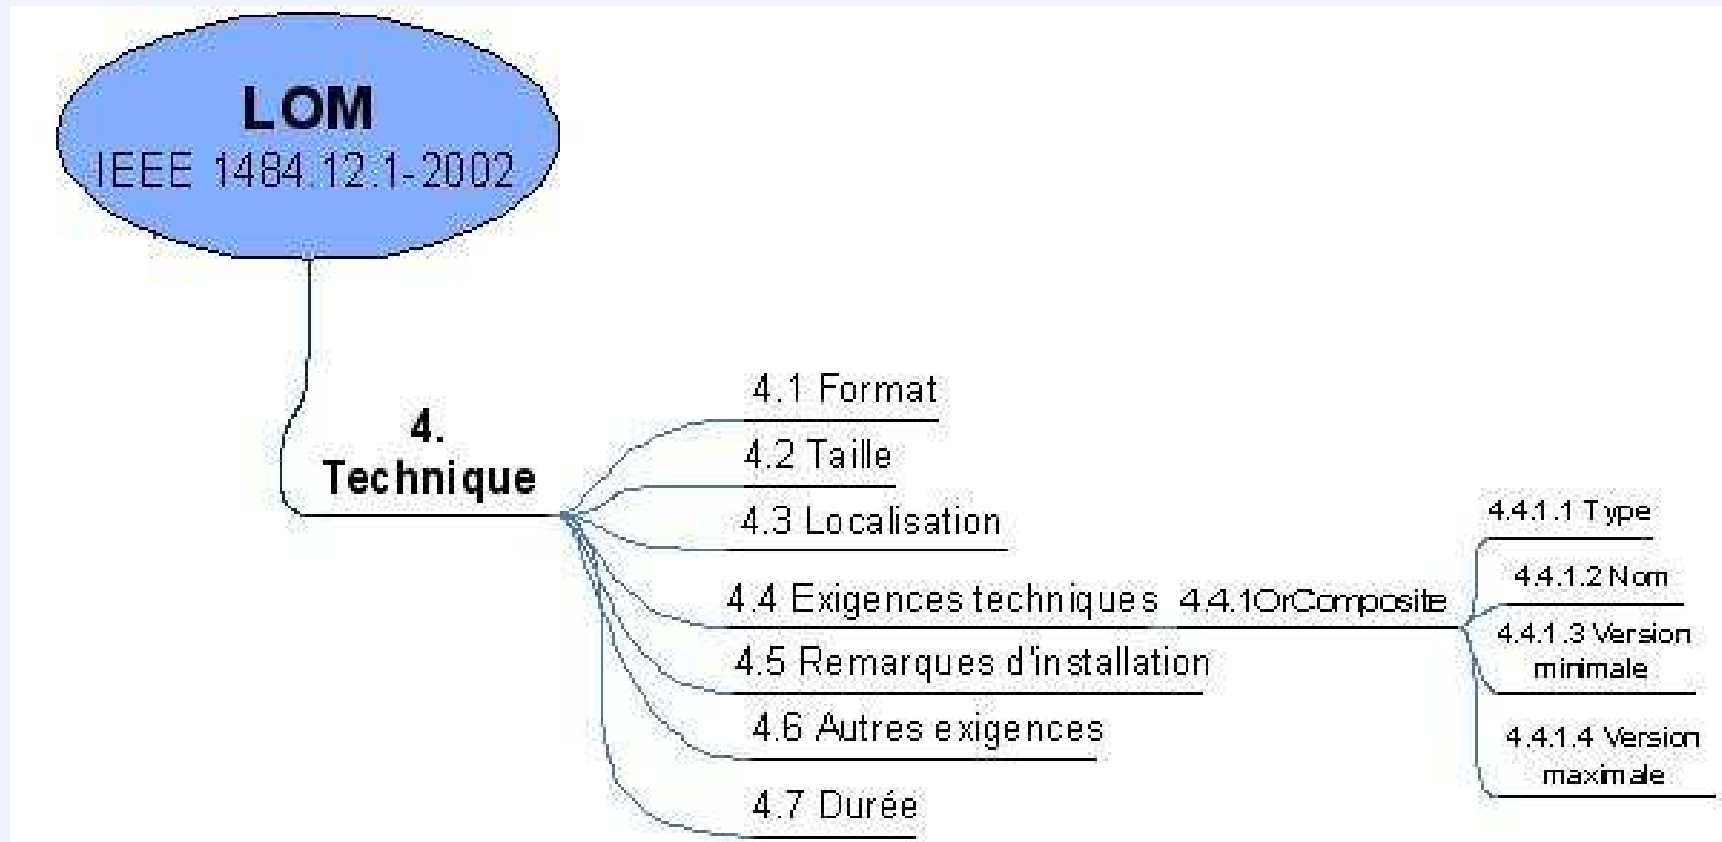 LOM
IEEE 1484.12.1-2002
4.
Technique
4.1 Format
4.2 Taille
4.3 Localisation
4.4 Exigences techniques 4.4.1OrComposite
4.4.1.1 Type
4.4.1.2 Nom
4.4.1.3 Version
minimale
4.4.1.4 Version
maximale
4.5 Remarques d'installation
4.6 Autres exigences
4.7 Durée